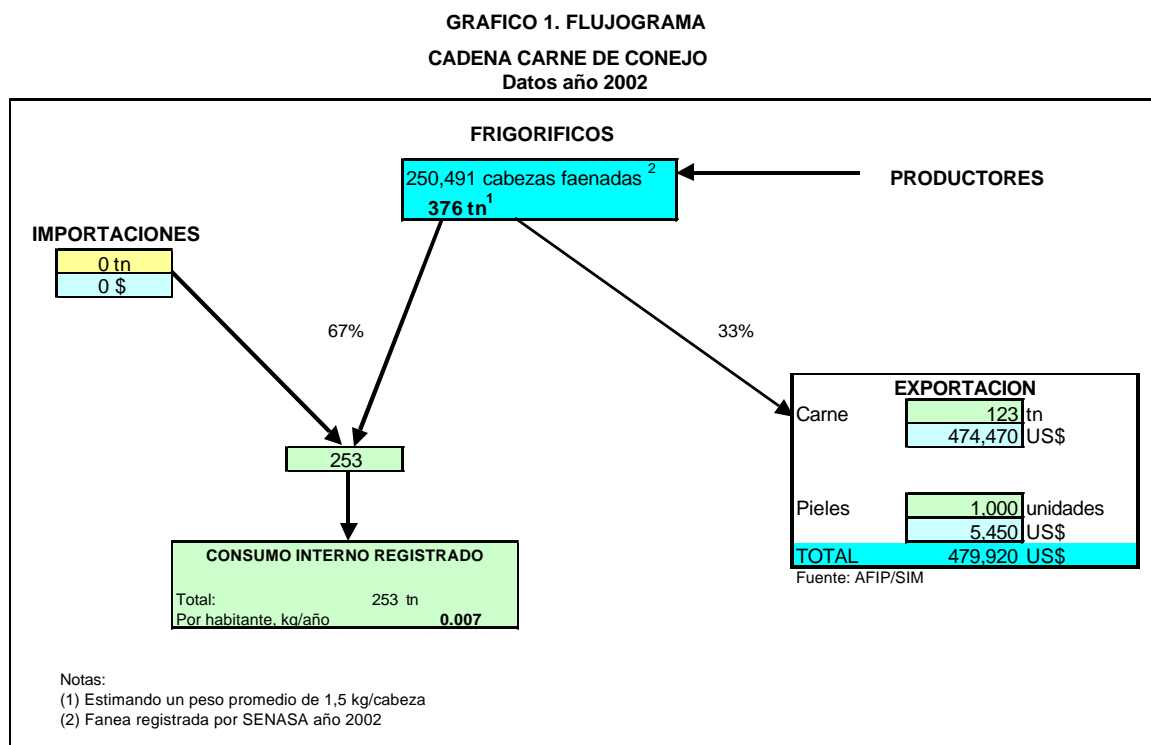 GRAFICO 1. FLUJOGRAMA
CADENA CARNE DE CONEJO
Datos año 2002
FRIGORIFICOS
250,491 cabezas faenadas 2
376 tn1
PRODUCTORES
IMPORTACIONES
0 tn
0 $
67%
33%
EXPORTACION
Carne 123 tn
474,470 US$
Pieles 1,000 unidades
5,450 US$
TOTAL 479,920 US$
Fuente: AFIP/SIM
253
CONSUMO INTERNO REGISTRADO
Total: 253 tn
Por habitante, kg/año 0.007
Notas:
(1) Estimando un peso promedio de 1,5 kg/cabeza
(2) Fanea registrada por SENASA año 2002